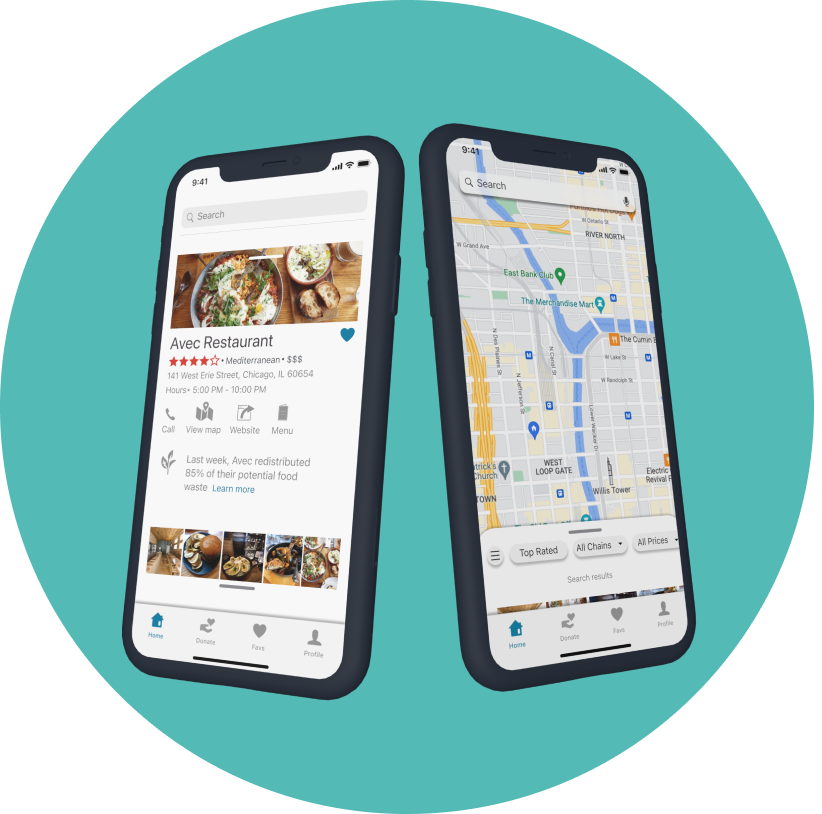 9:41
Search
Avec Restaurant
• Mediterranean • $$$
141 West Erie Street, Chicago, IL 60654
Hours• 5:00 PM - 10:00 PM
Call
View map
Website
Menu
Last week, Avec redistributed
85% of their potential food
waste Learn more
Home
Donate
Favs
Profile
9:41
Search
W Ontario St
RIVER NORTH
W Grand Ave
East Bank Club
The Merchandise Mart
M
The Cumin B
W Lake St
M
M
W Randolph St
N Des Plaines St
N Canal St
N Jefferson St
Lower Wacker Dr
M
WEST
LOOP GATE
atrick's
Church
Willis Tower
Electric
Revival F
TOWN
Top Rated
All Chains
All Prices
Search results
Home
Donate
Favs
Profile